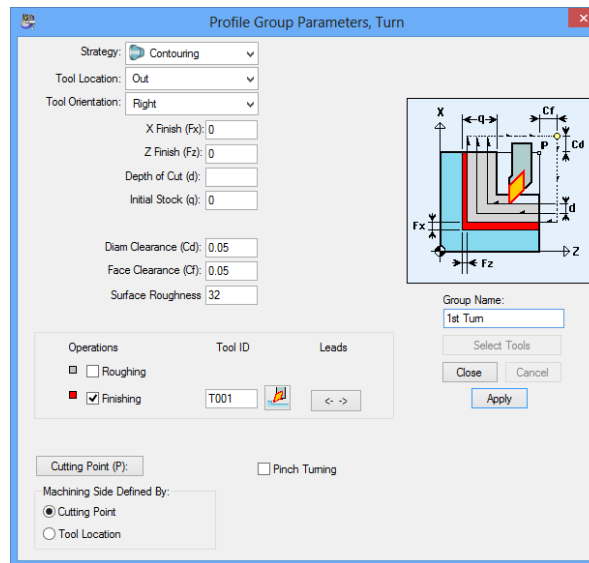 Profile Group Parameters, Turn
Strategy: Contouring
Tool Location: Out
Tool Orientation: Right
X Finish (Fx): 0
Z Finish (Fz): 0
Depth of Cut (d):
Initial Stock (q): 0
Diam Clearance (Cd): 0.05
Face Clearance (Cf): 0.05
Surface Roughness 32
X
q
Cf
P
Cd
d
Fx
Fz
Z
Group Name:
1st Turn
Select Tools
Close Cancel
Apply
Operations Tool ID Leads
Roughing
Finishing T001 <- ->
Cutting Point (P):
Pinch Turning
Machining Side Defined By:
Cutting Point
Tool Location